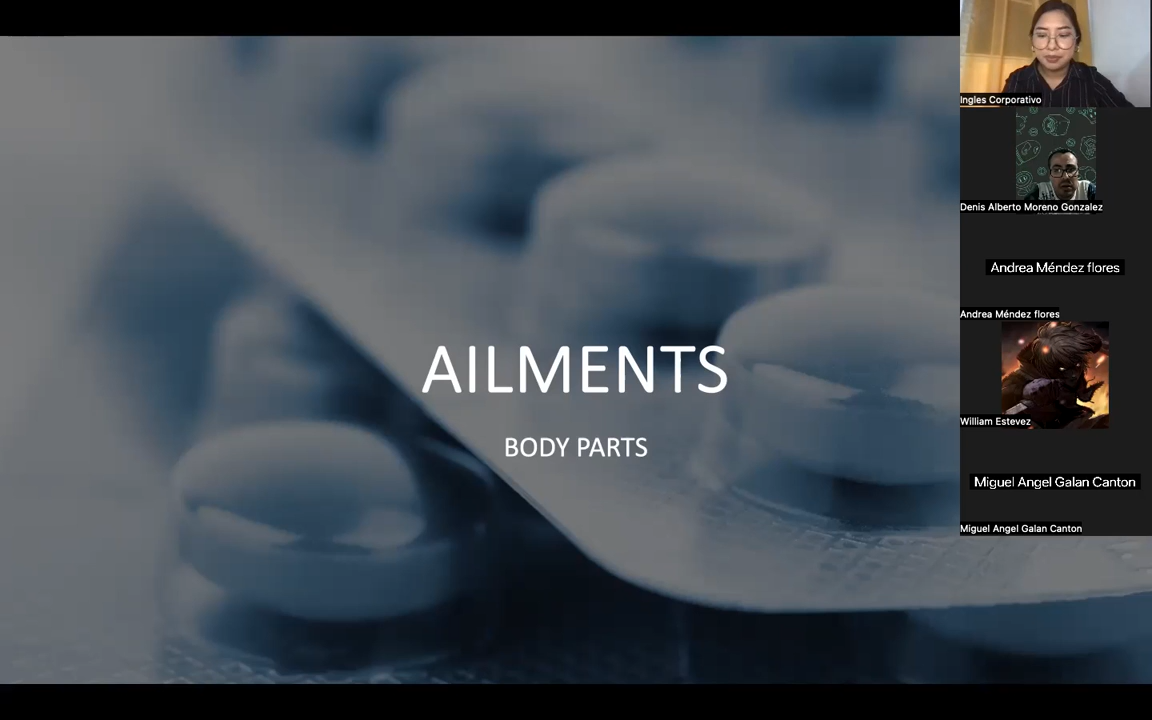 AILMENTS
BODY PARTS
Ingles Corporativo
Denis Alberto Moreno Gonzalez
Andrea Méndez flores
Andrea Méndez flores
William Estevez
Miguel Angel Galan Canton
Miguel Angel Galan Canton